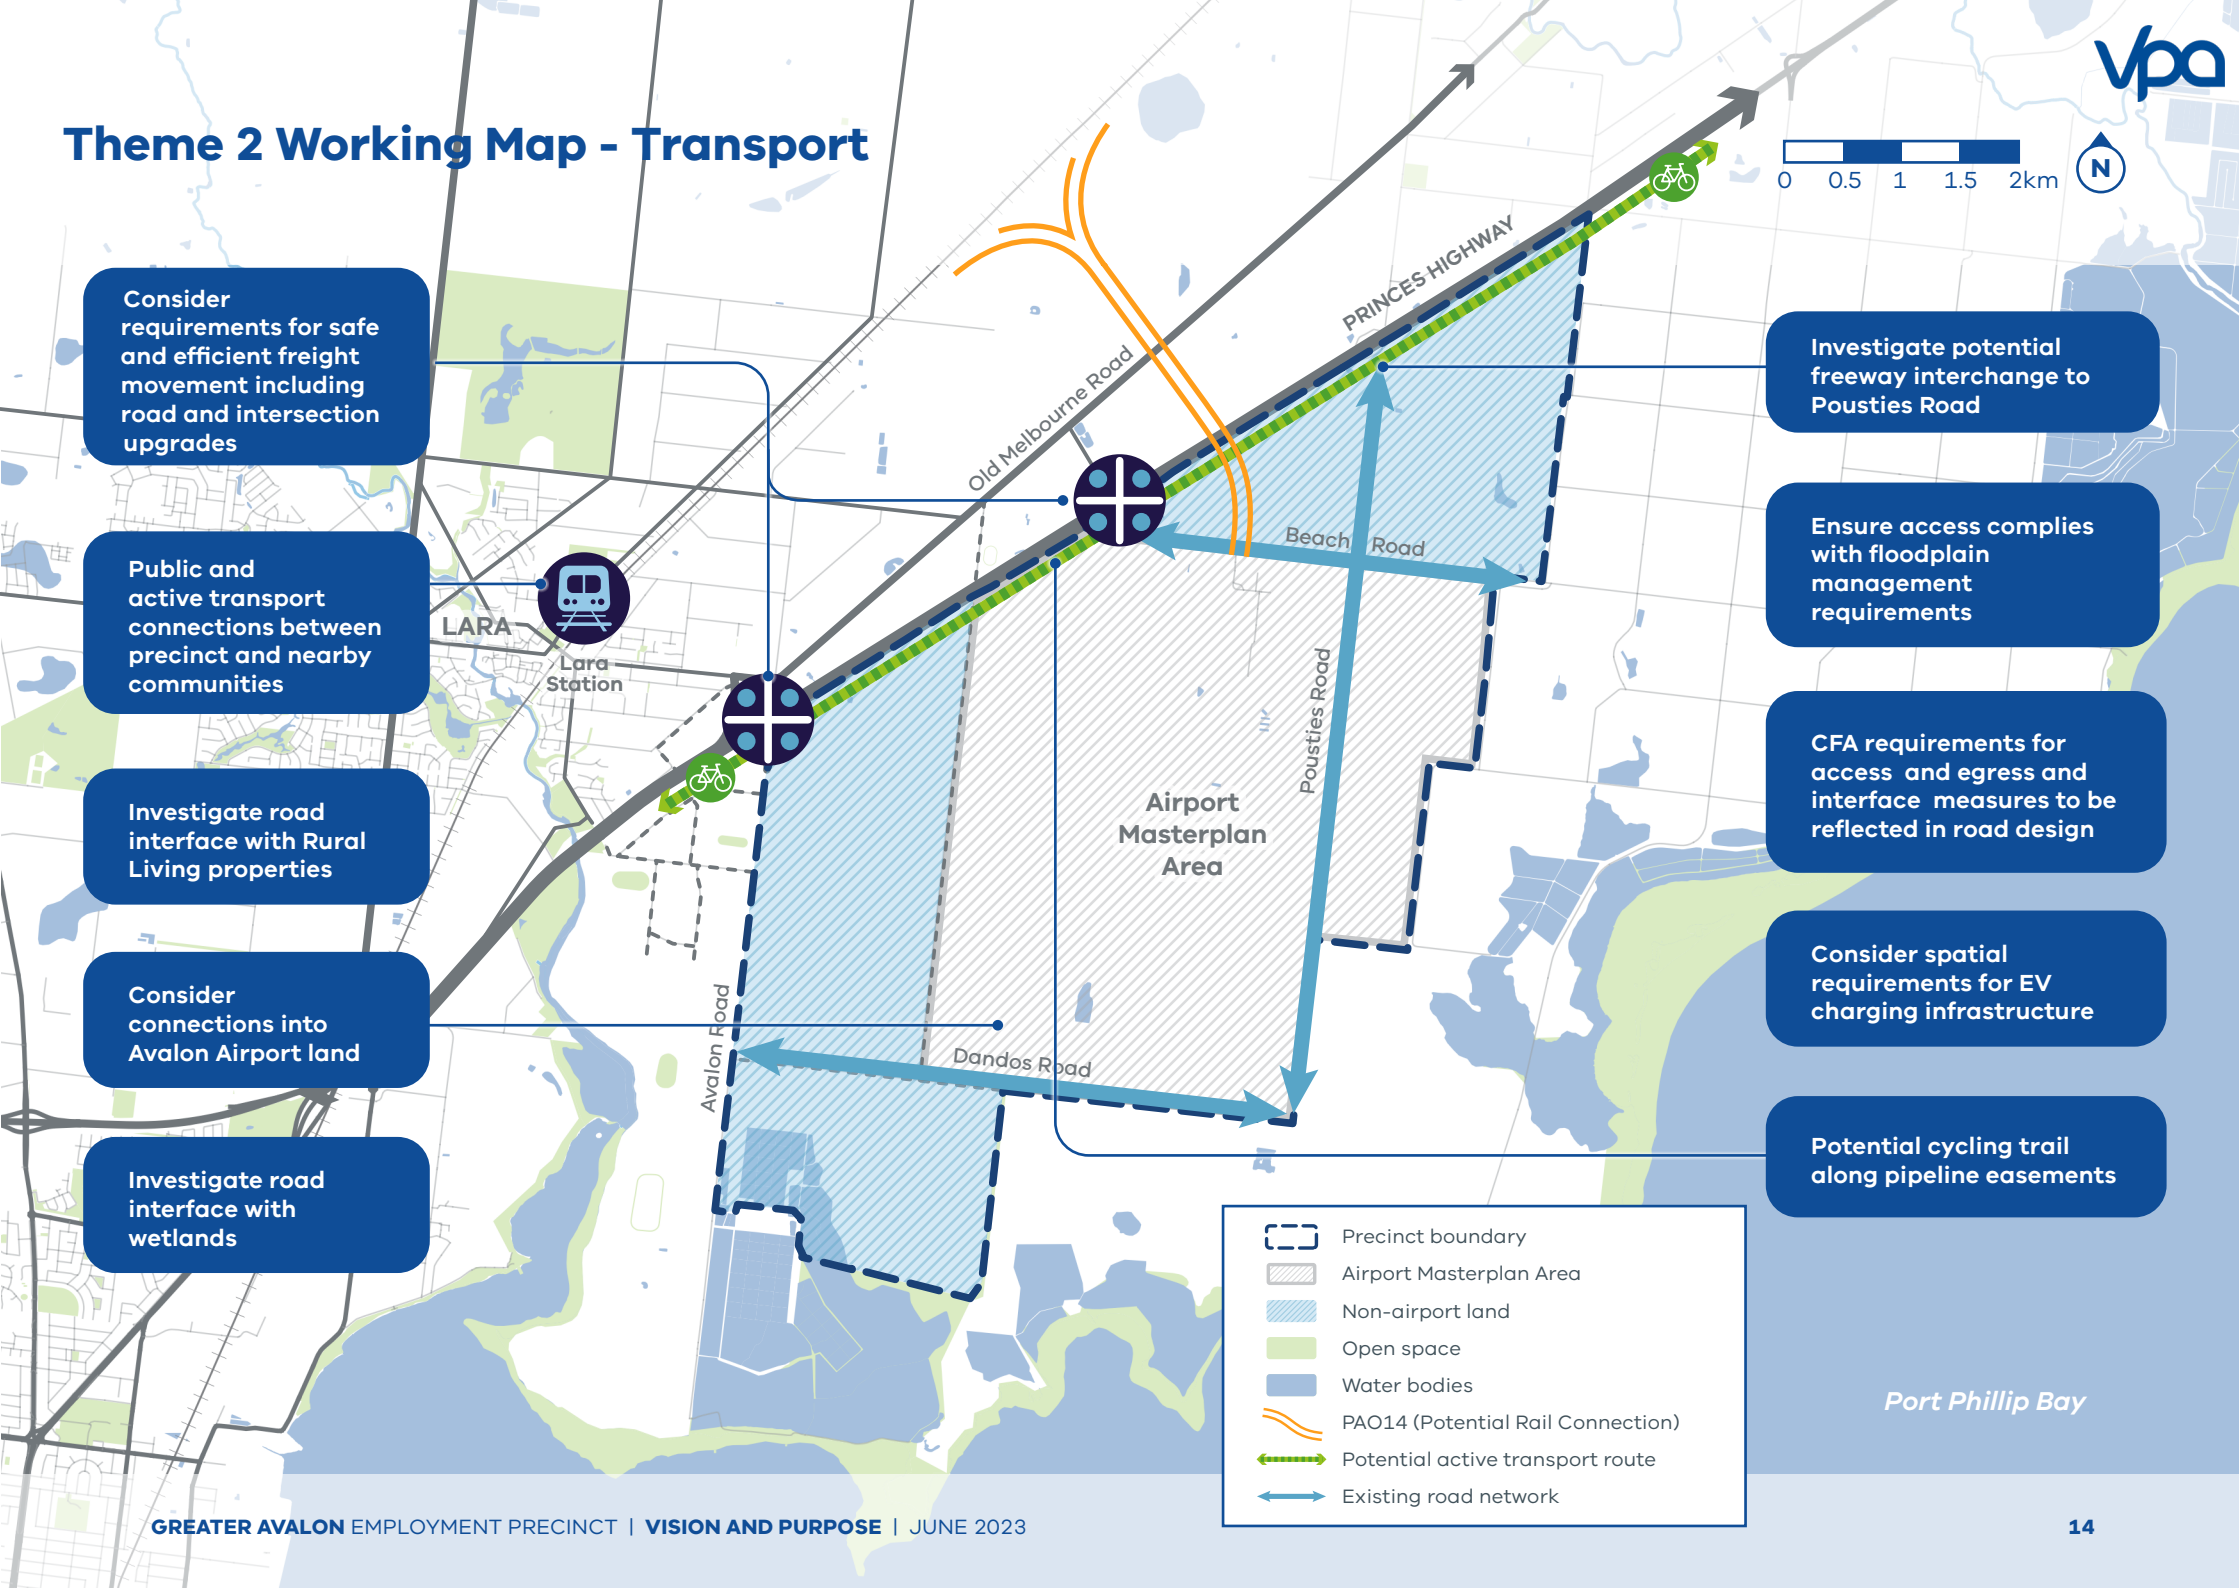 vpa
Theme 2 Working Map - Transport
0 0.5 1 1.5 2km
N
Consider
requirements for safe
and efficient freight
movement including
road and intersection
upgrades
Public and
active transport
connections between
precinct and nearby
communities
Investigate road
interface with Rural
Living properties
Consider
connections into
Avalon Airport land
Investigate road
interface with
wetlands
PRINCES HIGHWAY
Old Melbourne Road
Beach Road
Pousties Road
LARA
Lara
Station
Airport
Masterplan
Area
Avalon Road
Dandos Road
Investigate potential
freeway interchange to
Pousties Road
Ensure access complies
with floodplain
management
requirements
CFA requirements for
access and egress and
interface measures to be
reflected in road design
Consider spatial
requirements for EV
charging infrastructure
Potential cycling trail
along pipeline easements
Precinct boundary
Airport Masterplan Area
Non-airport land
Open space
Water bodies
PAO14 (Potential Rail Connection)
Potential active transport route
Existing road network
Port Phillip Bay
GREATER AVALON EMPLOYMENT PRECINCT | VISION AND PURPOSE | JUNE 2023
14